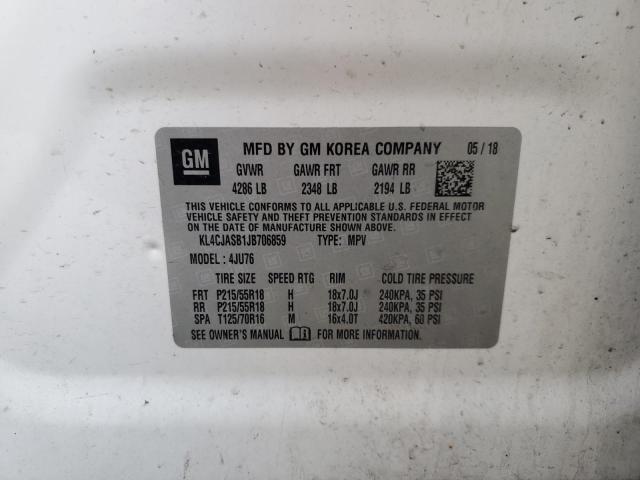 GM MFD BY GM KOREA COMPANY 05 / 18
GVWR GAWR FRT GAWR RR
4286 LB 2348 LB 2194 LB
THIS VEHICLE CONFORMS TO ALL APPLICABLE U.S. FEDERAL MOTOR
VEHICLE SAFETY AND THEFT PREVENTION STANDARDS IN EFFECT
ON THE DATE OF MANUFACTURE SHOWN ABOVE.
KL4CJASB1JB706859 TYPE: MPV
MODEL : 4JU76
TIRE SIZE SPEED RTG RIM COLD TIRE PRESSURE
FRT P215/55R18 H 18x7.0J 240KPA, 35 PSI
RR P215/55R18 H 18x7.0J 240KPA, 35 PSI
SPA T125/70R16 M 16x4.0T 420KPA, 60 PSI
SEE OWNER'S MANUAL FOR MORE INFORMATION.